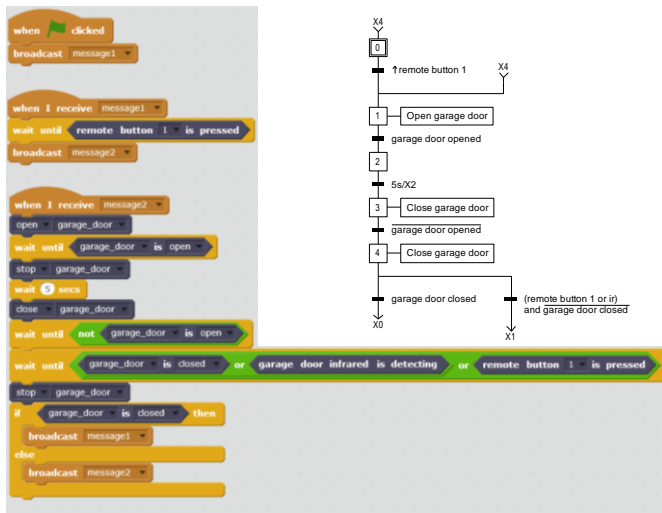 when clicked
broadcast message1
when I receive message1
wait until remote button 1 is pressed
broadcast message2
when I receive message2
open garage_door
wait until garage_door is open
stop garage_door
wait 5 secs
close garage_door
wait until not garage_door is open
wait until garage_door is closed or garage door infrared is detecting or remote button 1 is pressed
stop garage_door
if garage_door is closed then
broadcast message1
else
broadcast message2
X4
0
↑remote button 1
X4
1
Open garage door
garage door opened
2
5s/X2
3
Close garage door
garage door opened
4
Close garage door
garage door closed
X0
(remote button 1 or ir)
and garage door closed
X1